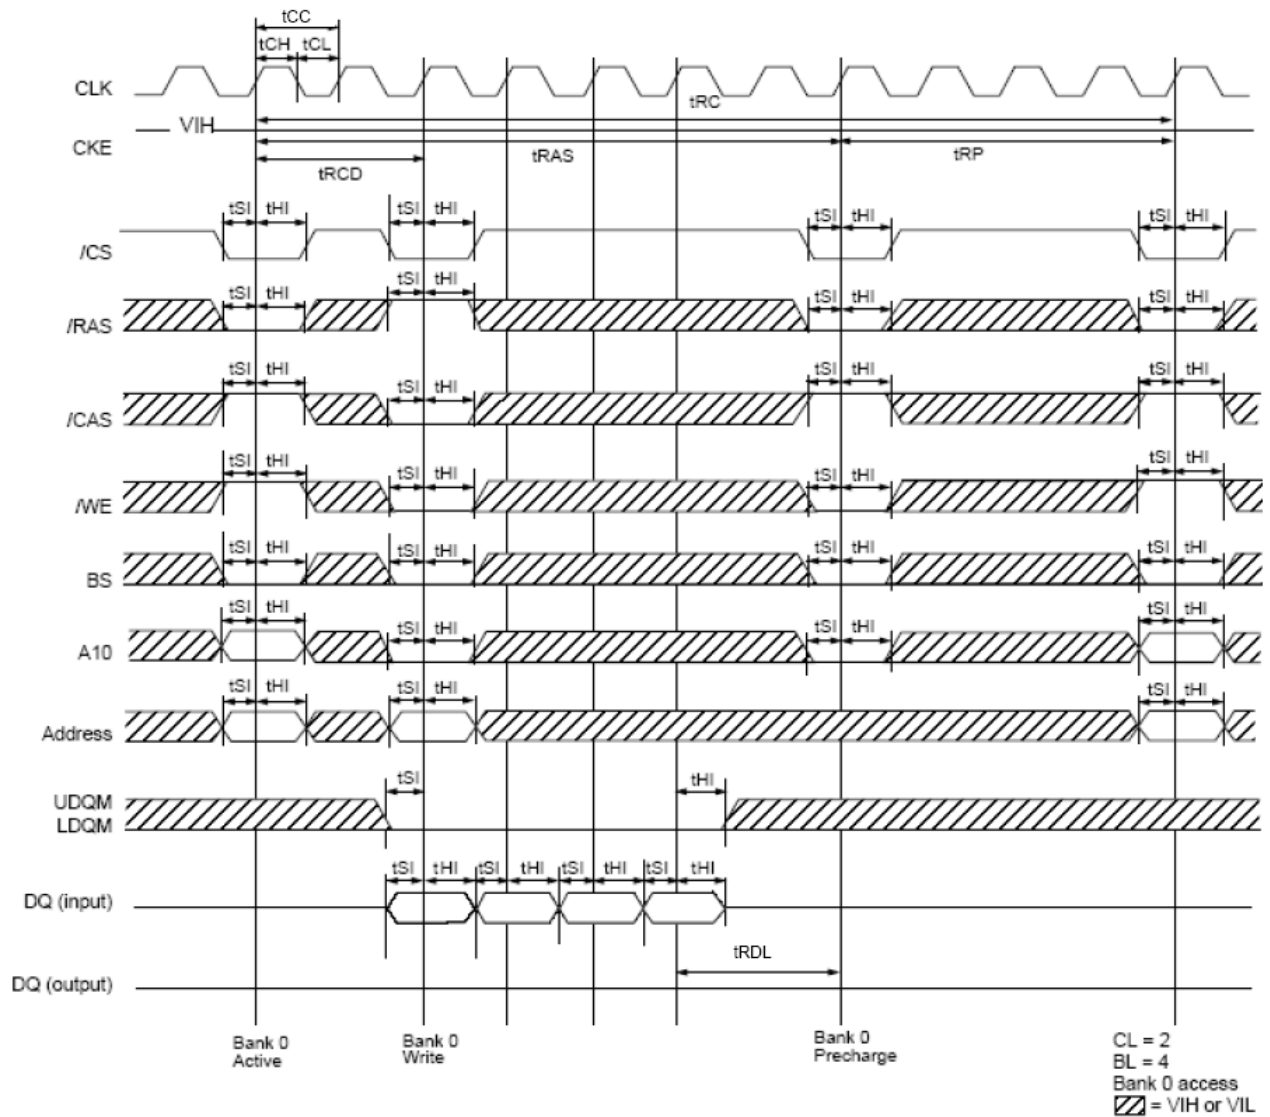 tCC
tCH tCL
CLK
tRC
VIH
CKE
tRAS tRP
tRCD
tSI tHI tSI tHI tSI tHI tSI tHI
/CS
tSI tHI tSI tHI tSI tHI tSI tHI
/RAS
tSI tHI tSI tHI tSI tHI tSI tHI
/CAS
tSI tHI tSI tHI tSI tHI tSI tHI
/WE
tSI tHI tSI tHI tSI tHI tSI tHI
BS
tSI tHI tSI tHI tSI tHI tSI tHI
A10
tSI tHI tSI tHI tSI tHI
Address
tSI tHI
UDQM
LDQM
tSI tHI tSI tHI tSI tHI tSI tHI
DQ (input)
tRDL
DQ (output)
Bank 0
Active
Bank 0
Write
Bank 0
Precharge
CL = 2
BL = 4
Bank 0 access
= VIH or VIL